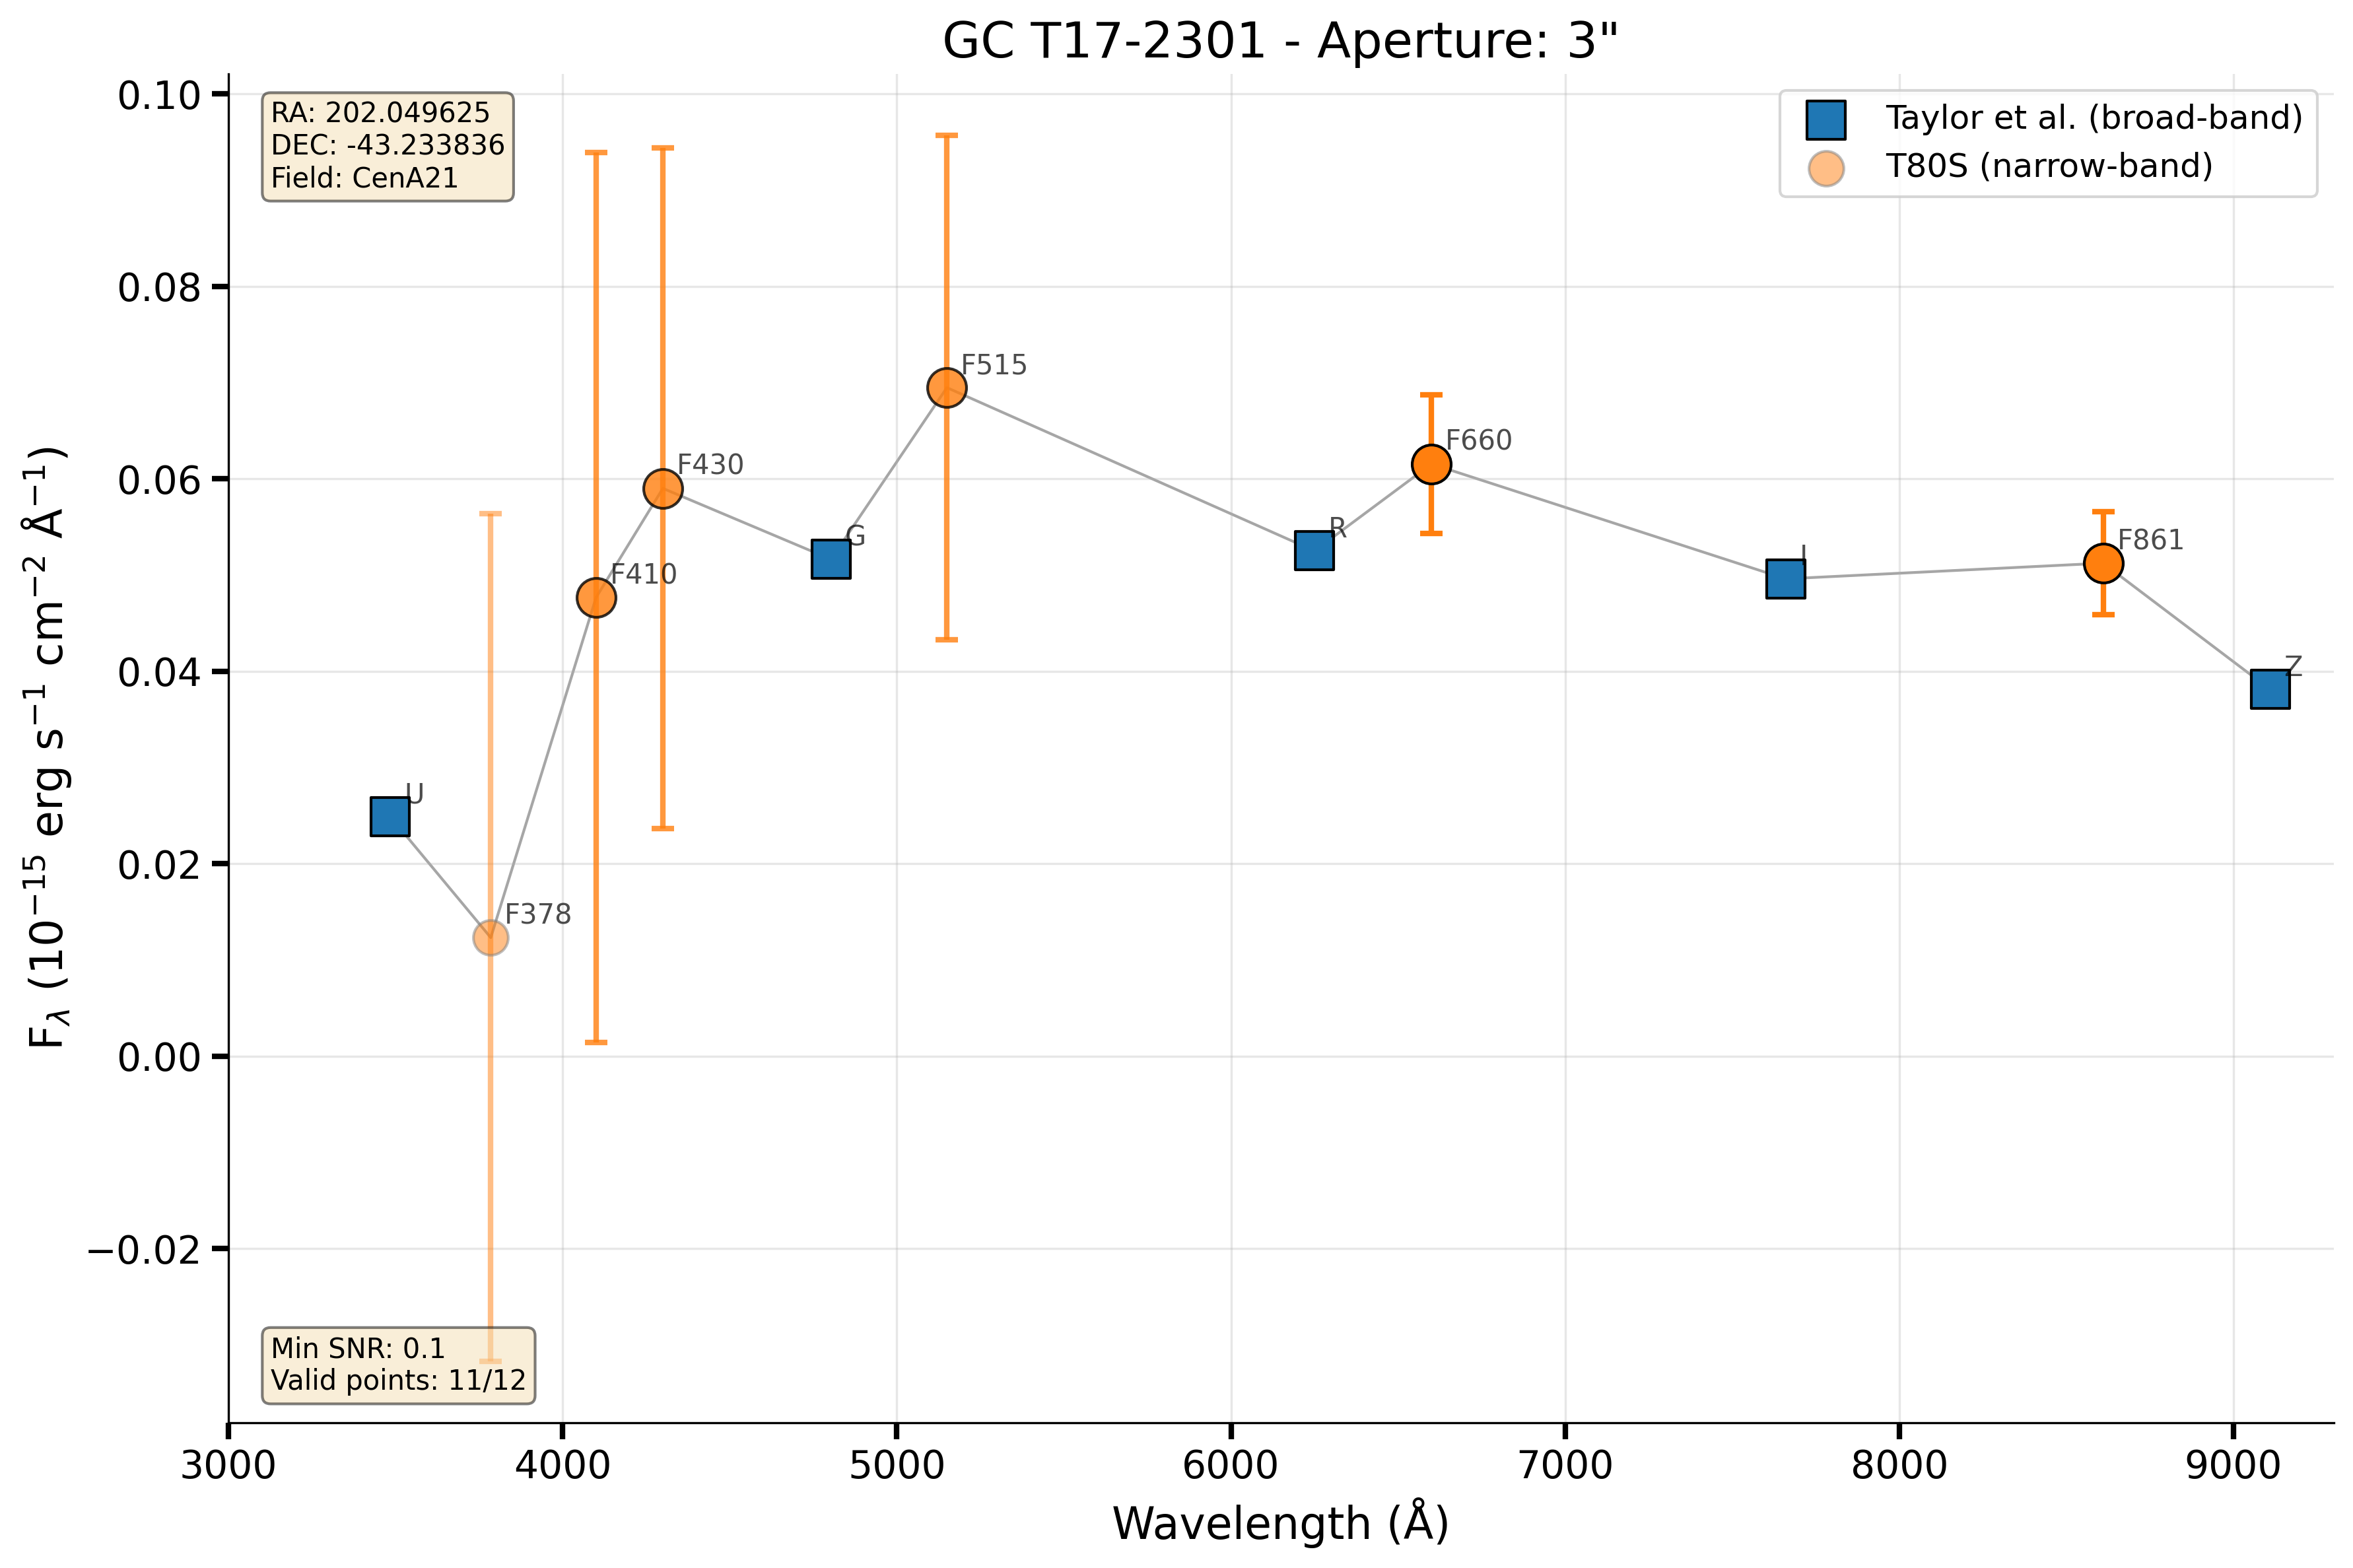 GC T17-2301 - Aperture: 3"
RA: 202.049625
DEC: -43.233836
Field: CenA21
Taylor et al. (broad-band)
T80S (narrow-band)
0.10
0.08
0.06
0.04
0.02
0.00
−0.02
F_λ (10⁻¹⁵ erg s⁻¹ cm⁻² Å⁻¹)
U
F378
F410
F430
G
F515
R
F660
I
F861
Z
Min SNR: 0.1
Valid points: 11/12
3000 4000 5000 6000 7000 8000 9000
Wavelength (Å)